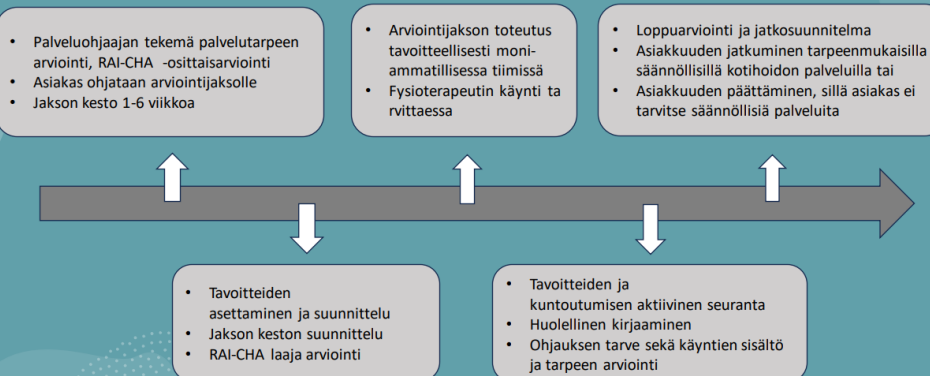 • Palveluohjaajan tekemä palvelutarpeen
arviointi, RAI-CHA -osittaisarviointi
• Asiakas ohjataan arviointijaksolle
• Jakson kesto 1-6 viikkoa
• Arviointijakson toteutus
tavoitteellisesti moni-
ammatillisessa tiimissä
• Fysioterapeutin käynti ta
rvittaessa
• Loppuarviointi ja jatkosuunnitelma
• Asiakkuuden jatkuminen tarpeenmukaisilla
säännöllisillä kotihoidon palveluilla tai
• Asiakkuuden päättäminen, sillä asiakas ei
tarvitse säännöllisiä palveluita
• Tavoitteiden
asettaminen ja suunnittelu
• Jakson keston suunnittelu
• RAI-CHA laaja arviointi
• Tavoitteiden ja
kuntoutumisen aktiivinen seuranta
• Huolellinen kirjaaminen
• Ohjauksen tarve sekä käyntien sisältö
ja tarpeen arviointi